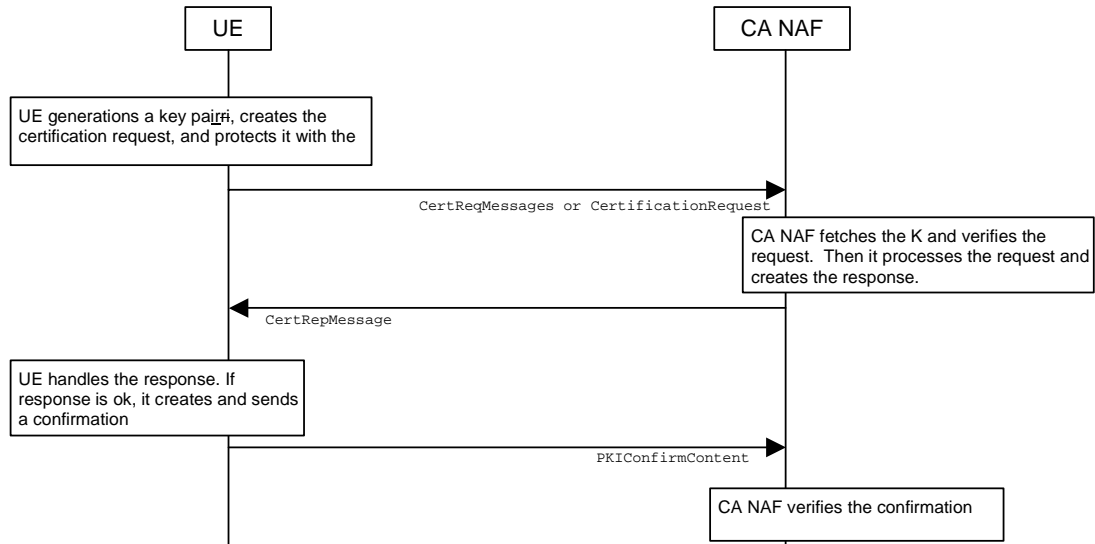 UE
CA NAF
UE generations a key pairri, creates the
certification request, and protects it with the
CertReqMessages or CertificationRequest
CA NAF fetches the K and verifies the
request. Then it processes the request and
creates the response.
CertRepMessage
UE handles the response. If
response is ok, it creates and sends
a confirmation
PKIConfirmContent
CA NAF verifies the confirmation